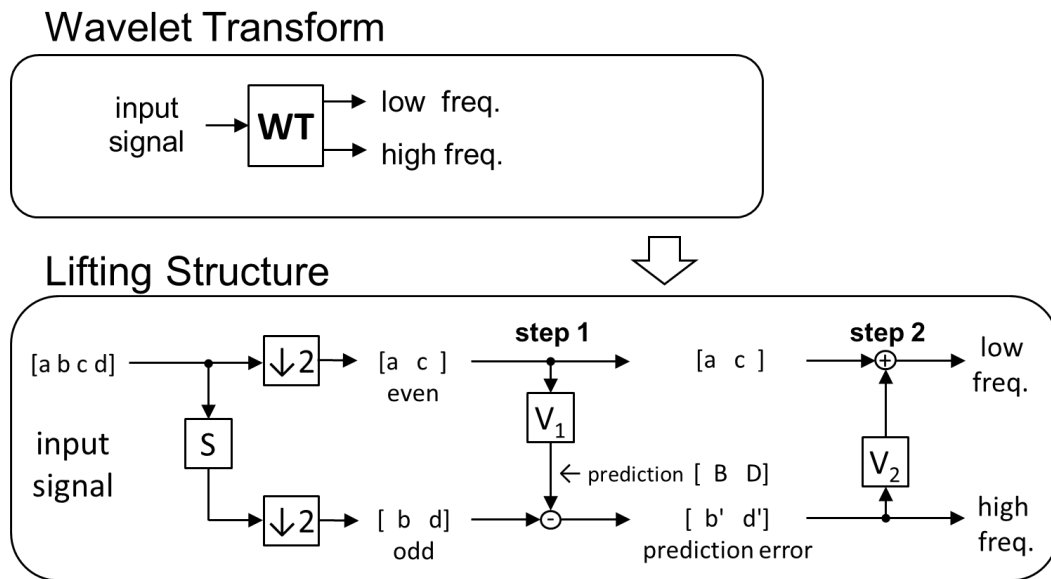 Wavelet Transform
input
signal
WT
low freq.
high freq.
Lifting Structure
[a b c d]
↓2
[a c ]
even
step 1
[a c ]
step 2
+
low
freq.
S
V1
input
signal
← prediction [ B D]
V2
↓2
[ b d]
odd
-
[ b' d']
prediction error
high
freq.